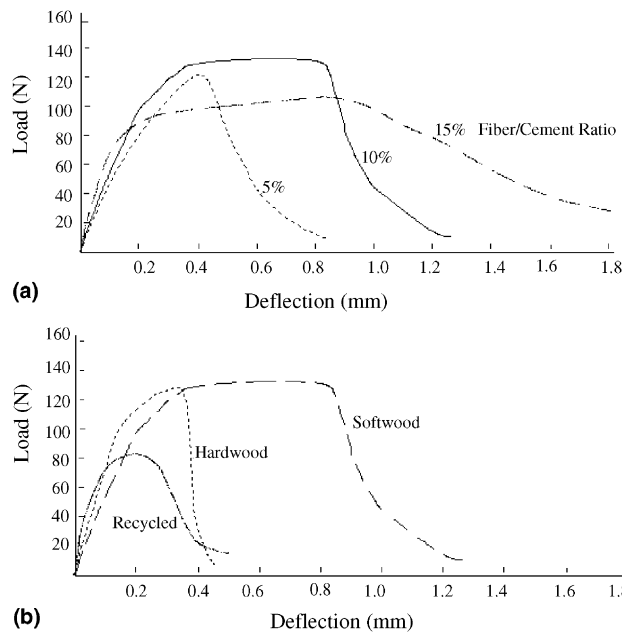 160
140
120
100
80
60
40
20
Load (N)
15% Fiber/Cement Ratio
10%
5%
0.2 0.4 0.6 0.8 1.0 1.2 1.4 1.6 1.8
(a)
Deflection (mm)
160
140
120
100
80
60
40
20
Load (N)
Softwood
Hardwood
Recycled
0.2 0.4 0.6 0.8 1.0 1.2 1.4 1.6 1.8
(b)
Deflection (mm)